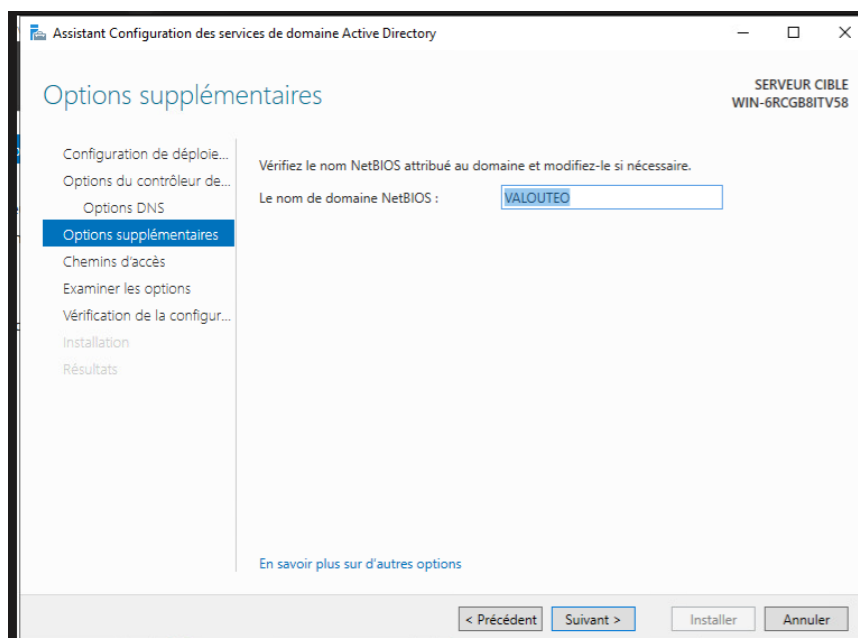 Assistant Configuration des services de domaine Active Directory
Options supplémentaires
SERVEUR CIBLE
WIN-6RCGB8ITV58
Configuration de déploie...
Options du contrôleur de...
Options DNS
Options supplémentaires
Chemins d'accès
Examiner les options
Vérification de la configur...
Installation
Résultats
Vérifiez le nom NetBIOS attribué au domaine et modifiez-le si nécessaire.
Le nom de domaine NetBIOS : VALOUTEO
En savoir plus sur d'autres options
< Précédent Suivant > Installer Annuler